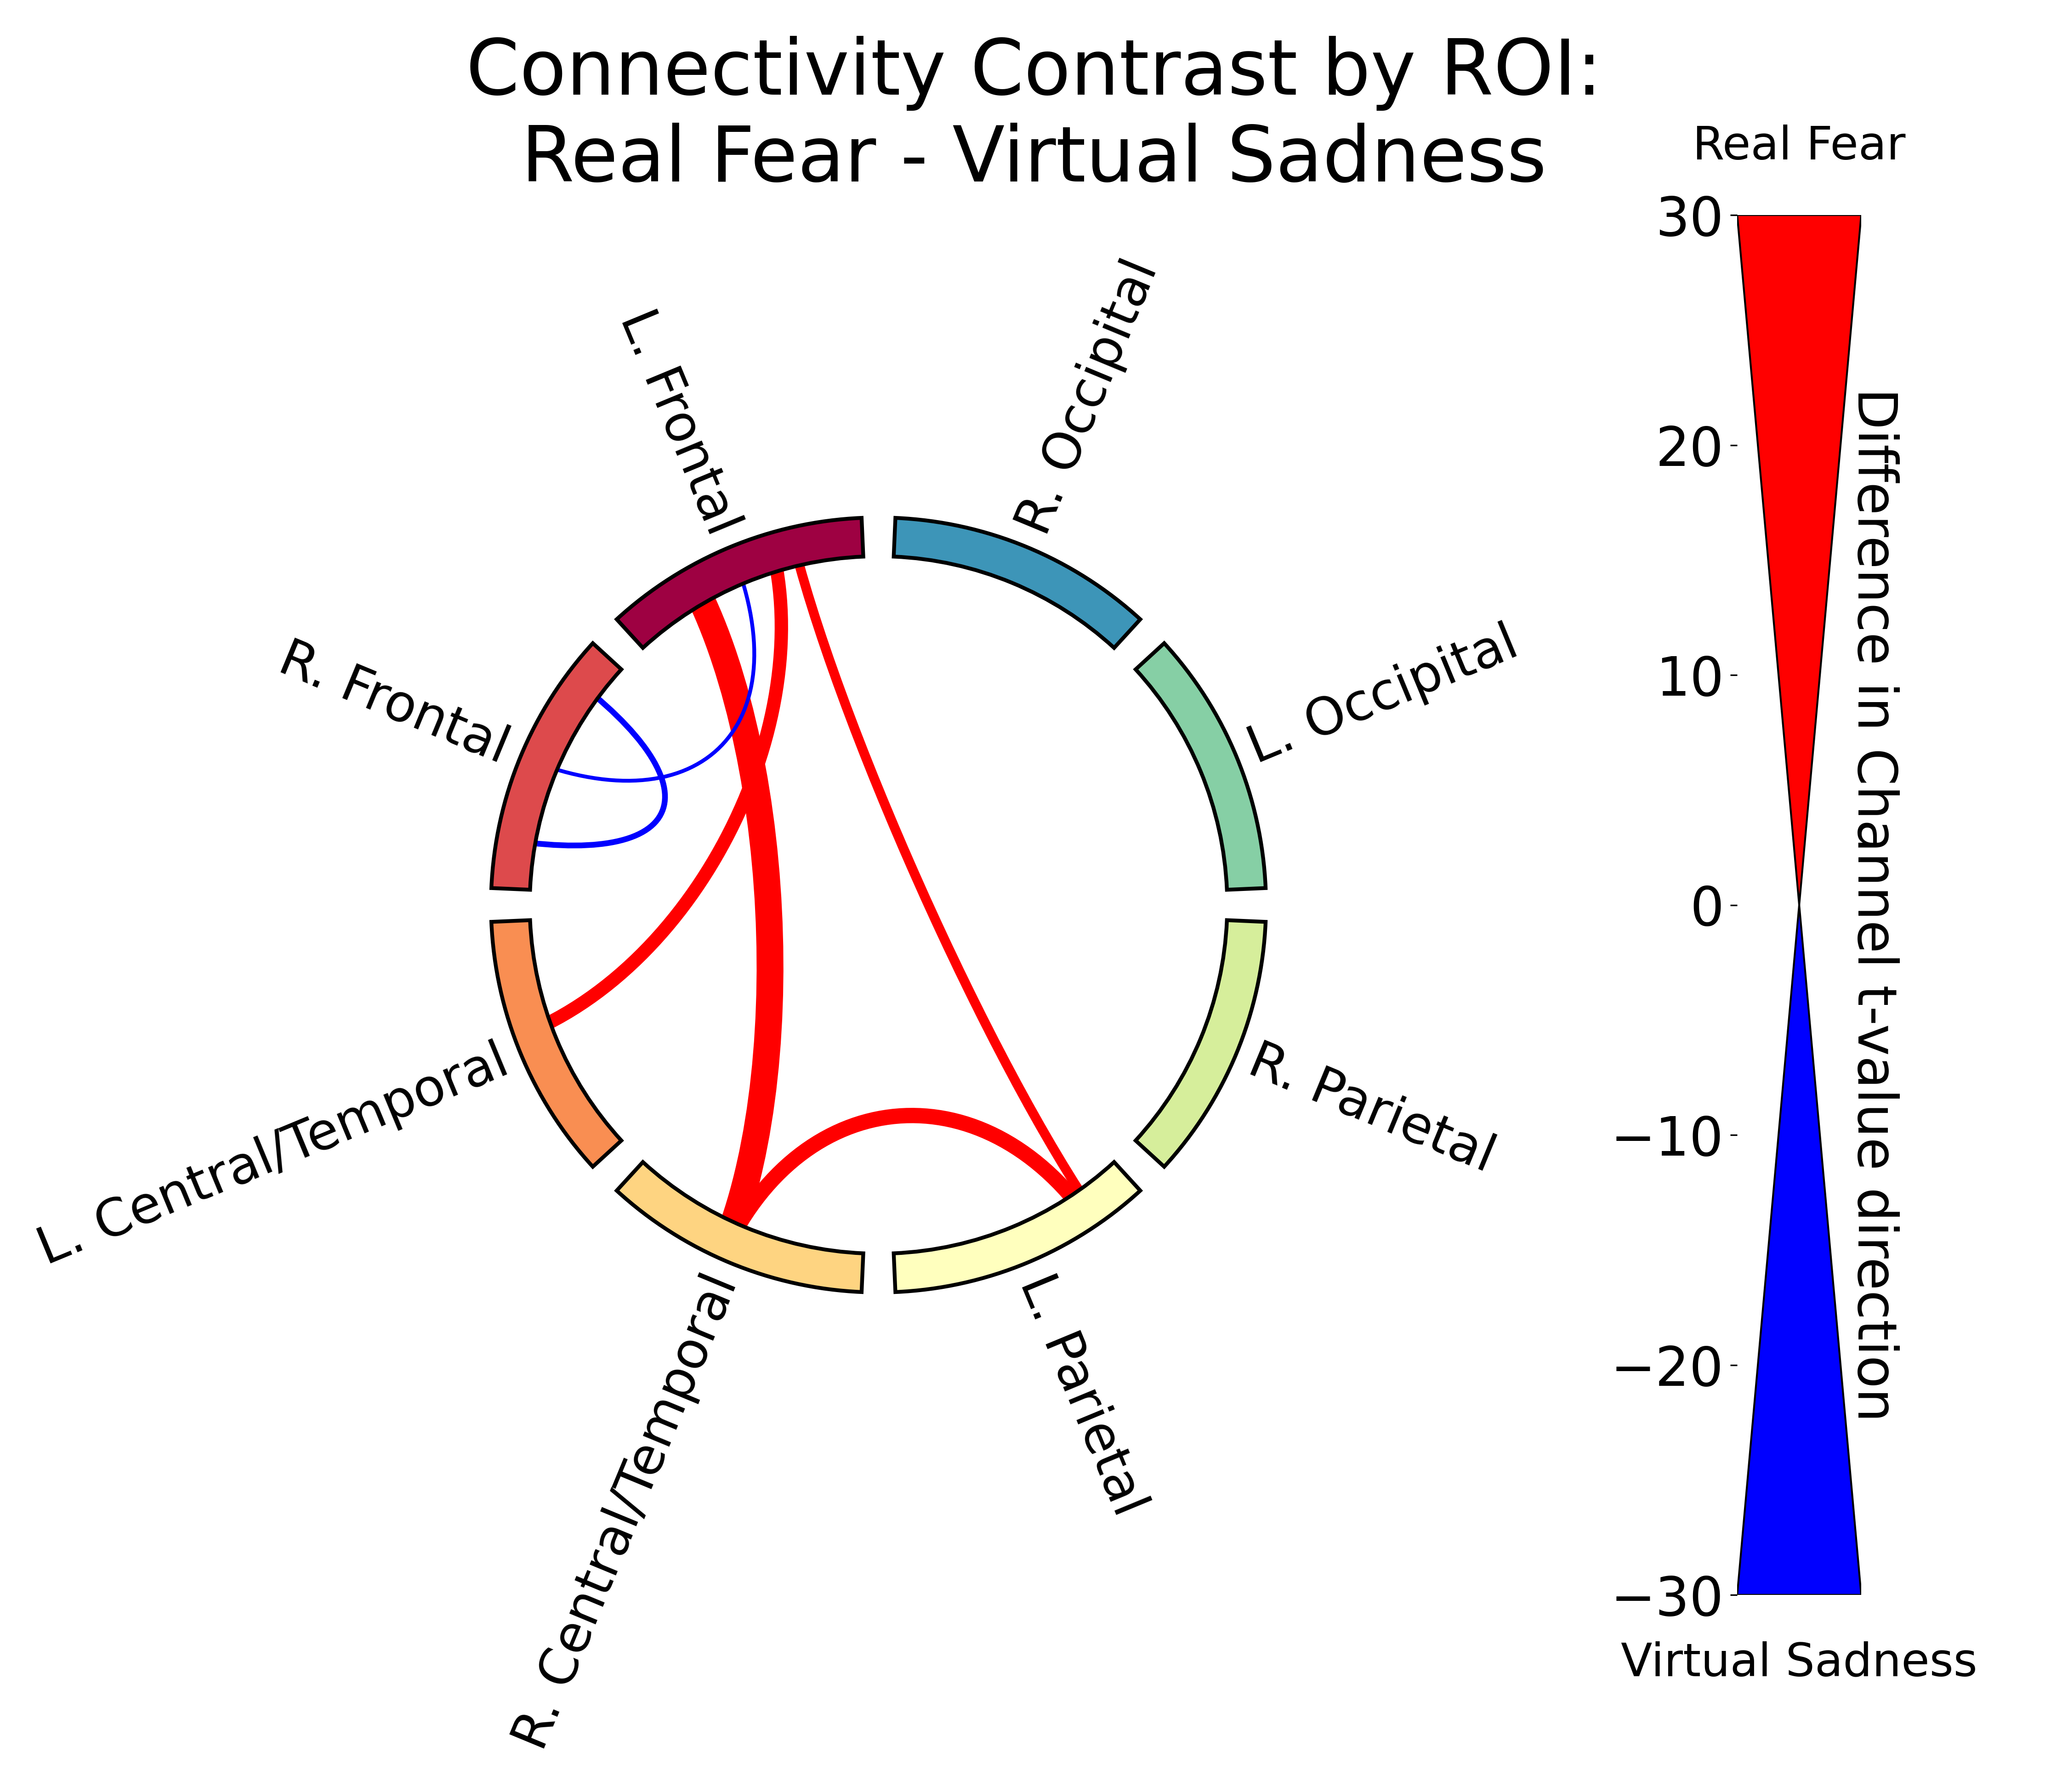 Connectivity Contrast by ROI:
Real Fear - Virtual Sadness
Real Fear
30
20
10
0
−10
−20
−30
Virtual Sadness
Difference in Channel t-value direction
L. Frontal
R. Occipital
R. Frontal
L. Occipital
L. Central/Temporal
R. Parietal
R. Central/Temporal
L. Parietal